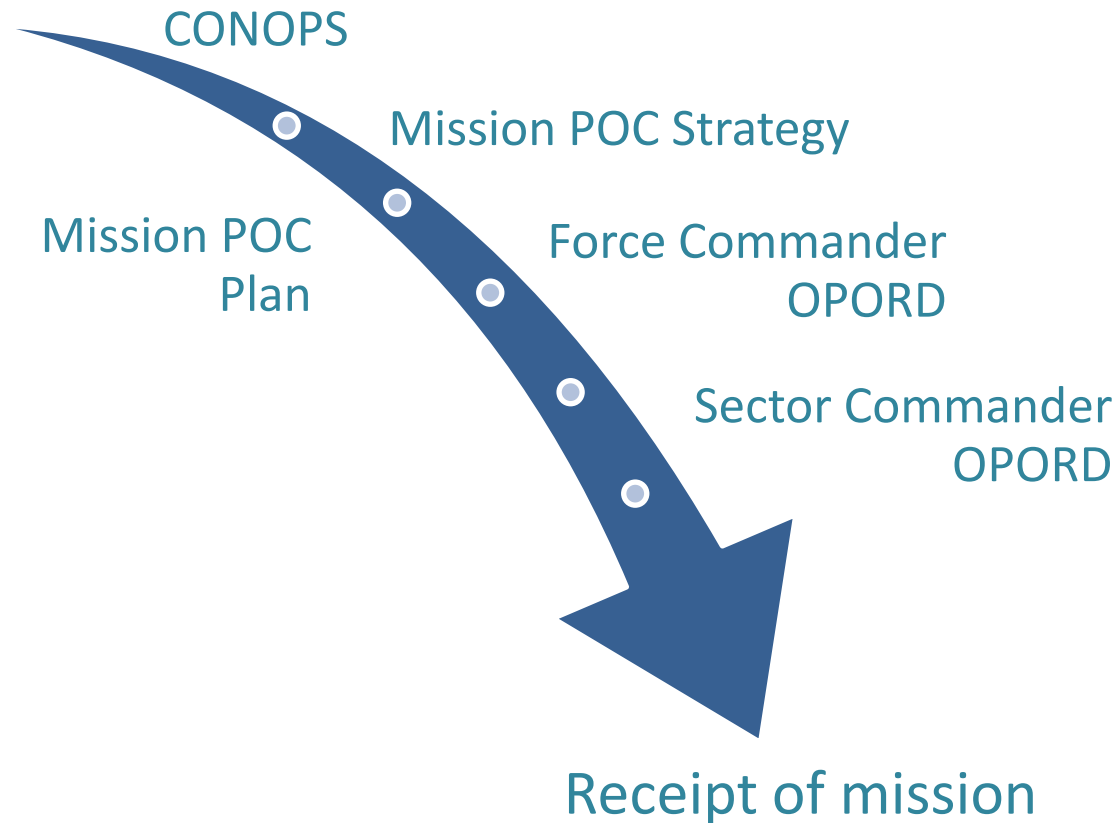 CONOPS
Mission POC Strategy
Mission POC
Plan
Force Commander
OPORD
Sector Commander
OPORD
Receipt of mission